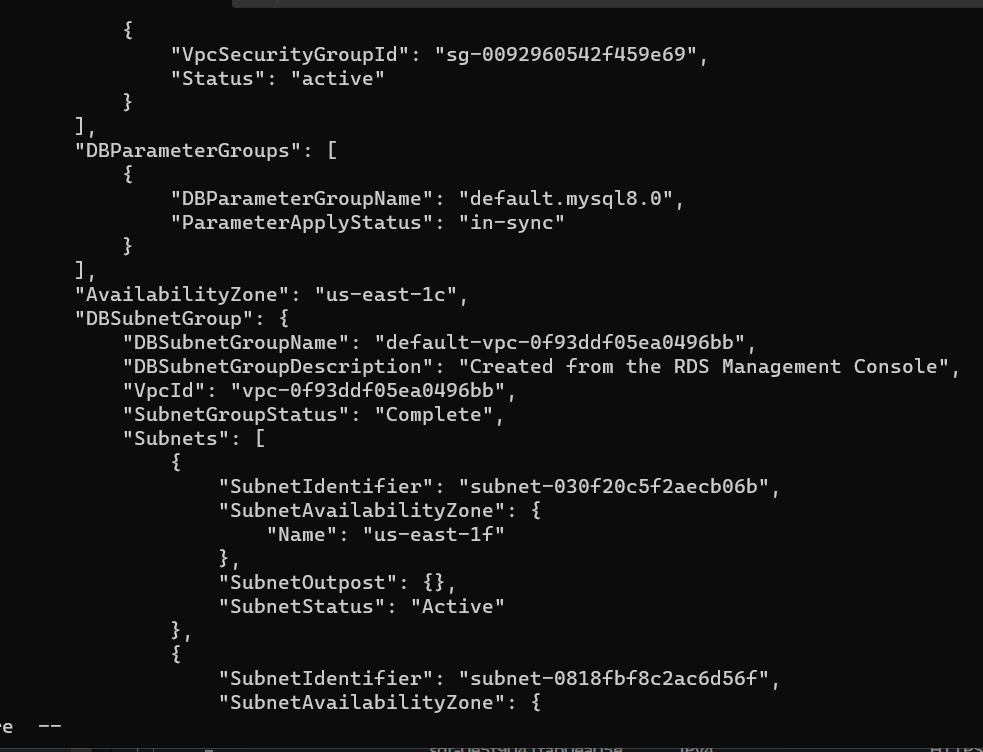 {
                "VpcSecurityGroupId": "sg-0092960542f459e69",
                "Status": "active"
            }
        ],
        "DBParameterGroups": [
            {
                "DBParameterGroupName": "default.mysql8.0",
                "ParameterApplyStatus": "in-sync"
            }
        ],
        "AvailabilityZone": "us-east-1c",
        "DBSubnetGroup": {
            "DBSubnetGroupName": "default-vpc-0f93ddf05ea0496bb",
            "DBSubnetGroupDescription": "Created from the RDS Management Console",
            "VpcId": "vpc-0f93ddf05ea0496bb",
            "SubnetGroupStatus": "Complete",
            "Subnets": [
                {
                    "SubnetIdentifier": "subnet-030f20c5f2aecb06b",
                    "SubnetAvailabilityZone": {
                        "Name": "us-east-1f"
                    },
                    "SubnetOutpost": {},
                    "SubnetStatus": "Active"
                },
                {
                    "SubnetIdentifier": "subnet-0818fbf8c2ac6d56f",
                    "SubnetAvailabilityZone": {
--